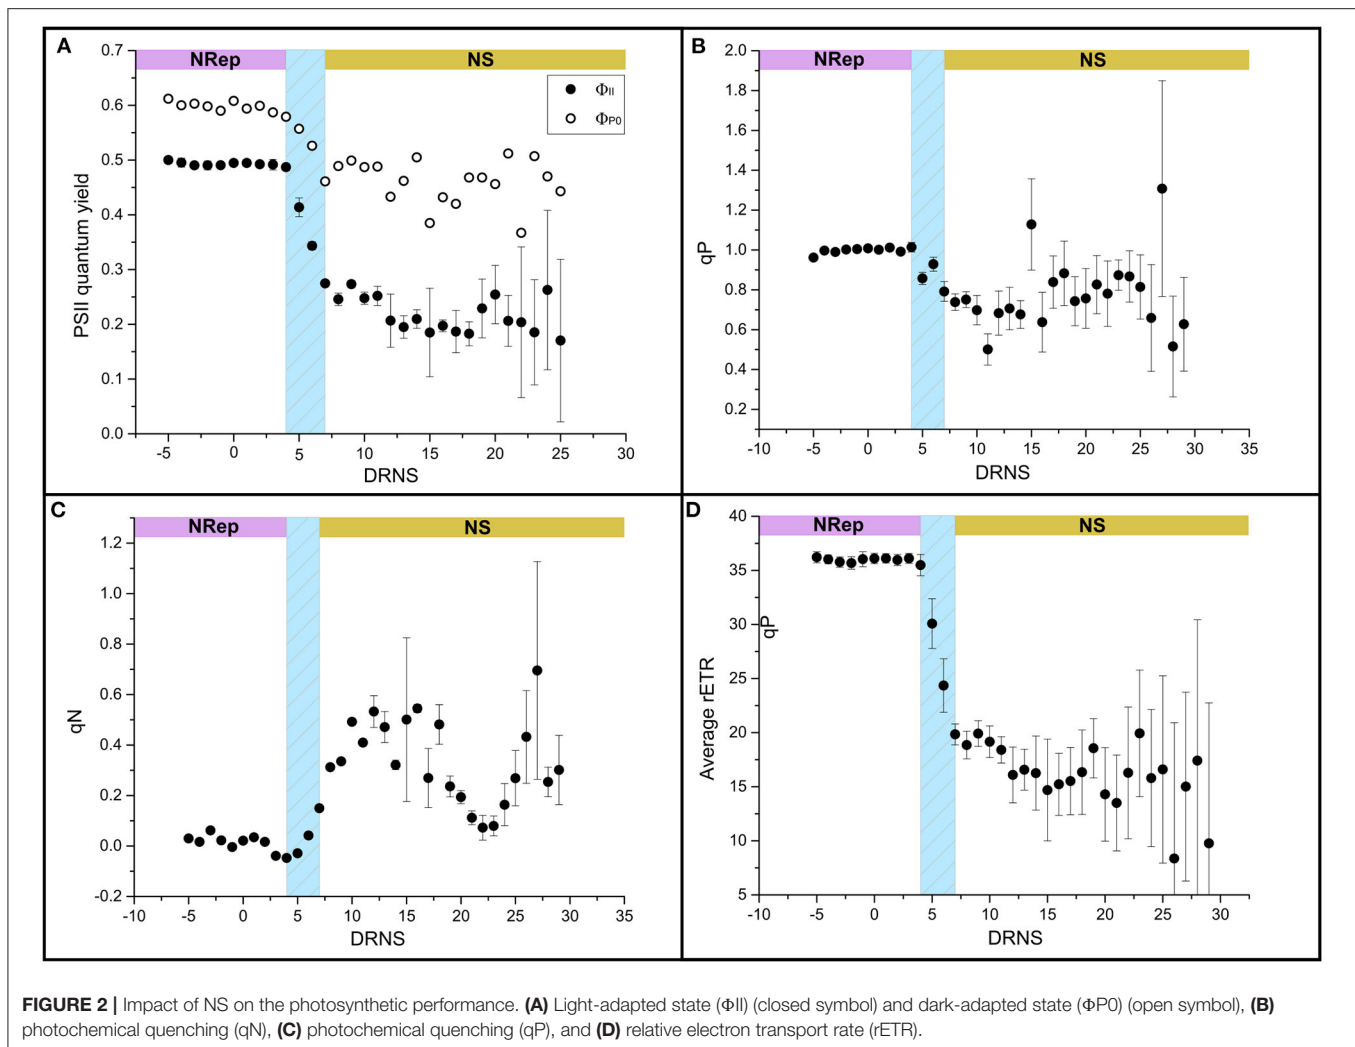 A
0.7
0.6
0.5
0.4
0.3
0.2
0.1
0.0
PSII quantum yield
NRep
NS
ΦII
ΦP0
-5
0
5
10
15
20
25
30
DRNS
B
2.0
1.8
1.6
1.4
1.2
1.0
0.8
0.6
0.4
0.2
qP
NRep
NS
-10
-5
0
5
10
15
20
25
30
35
DRNS
C
1.2
1.0
0.8
0.6
0.4
0.2
0.0
-0.2
qN
NRep
NS
-10
-5
0
5
10
15
20
25
30
35
DRNS
D
40
35
30
25
20
15
10
5
qP
Average rETR
NRep
NS
-10
-5
0
5
10
15
20
25
30
DRNS
FIGURE 2 | Impact of NS on the photosynthetic performance. (A) Light-adapted state (ΦII) (closed symbol) and dark-adapted state (ΦP0) (open symbol), (B)
photochemical quenching (qN), (C) photochemical quenching (qP), and (D) relative electron transport rate (rETR).